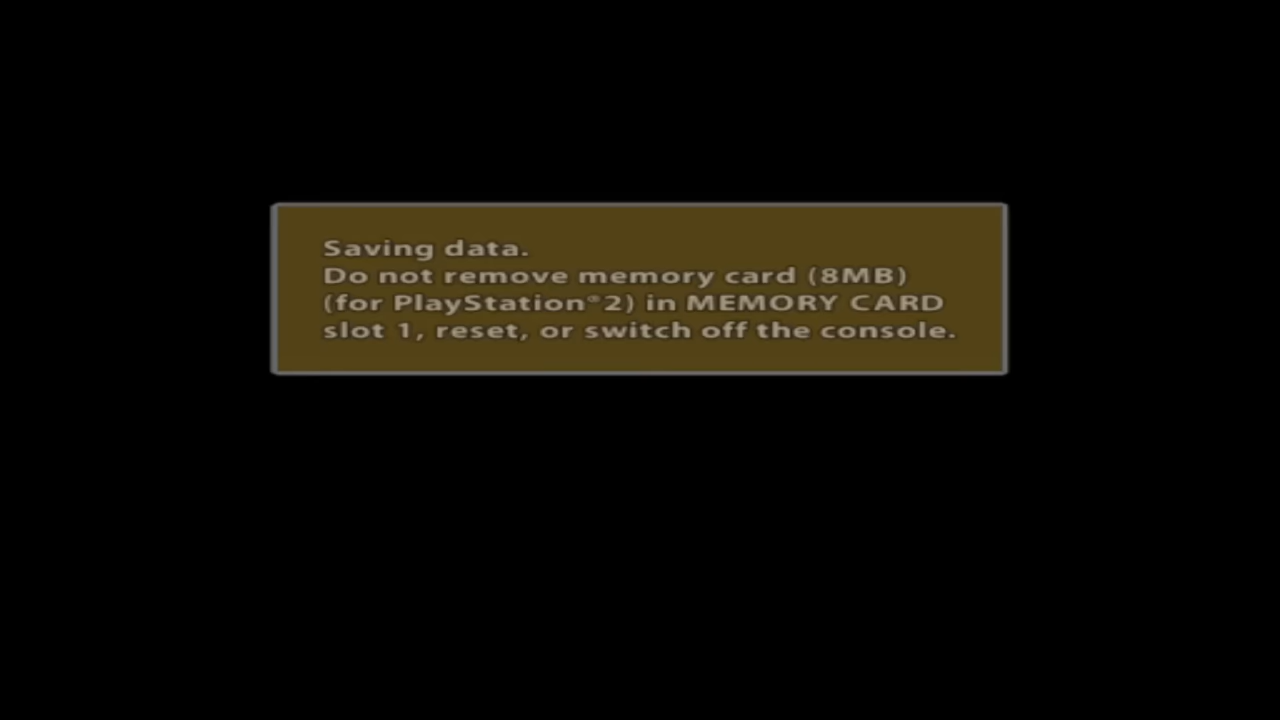 Saving data.
Do not remove memory card (8MB)
(for PlayStation®2) in MEMORY CARD
slot 1, reset, or switch off the console.